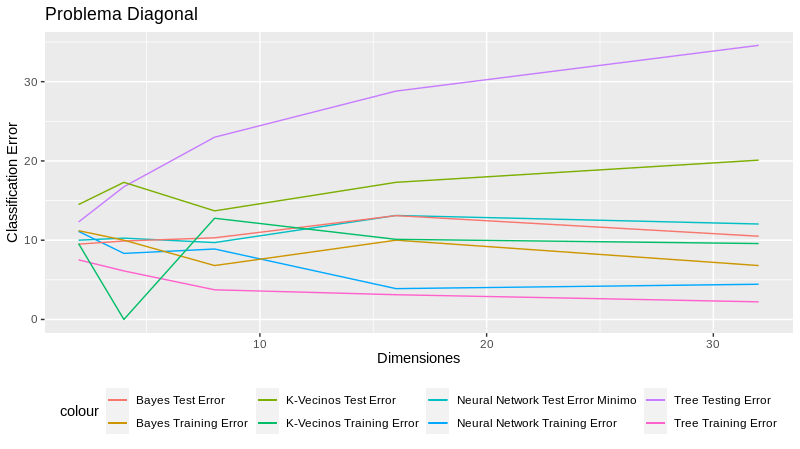 Problema Diagonal
Classification Error
30
20
10
0
10 20 30
Dimensiones
colour
Bayes Test Error K-Vecinos Test Error Neural Network Test Error Minimo Tree Testing Error
Bayes Training Error K-Vecinos Training Error Neural Network Training Error Tree Training Error